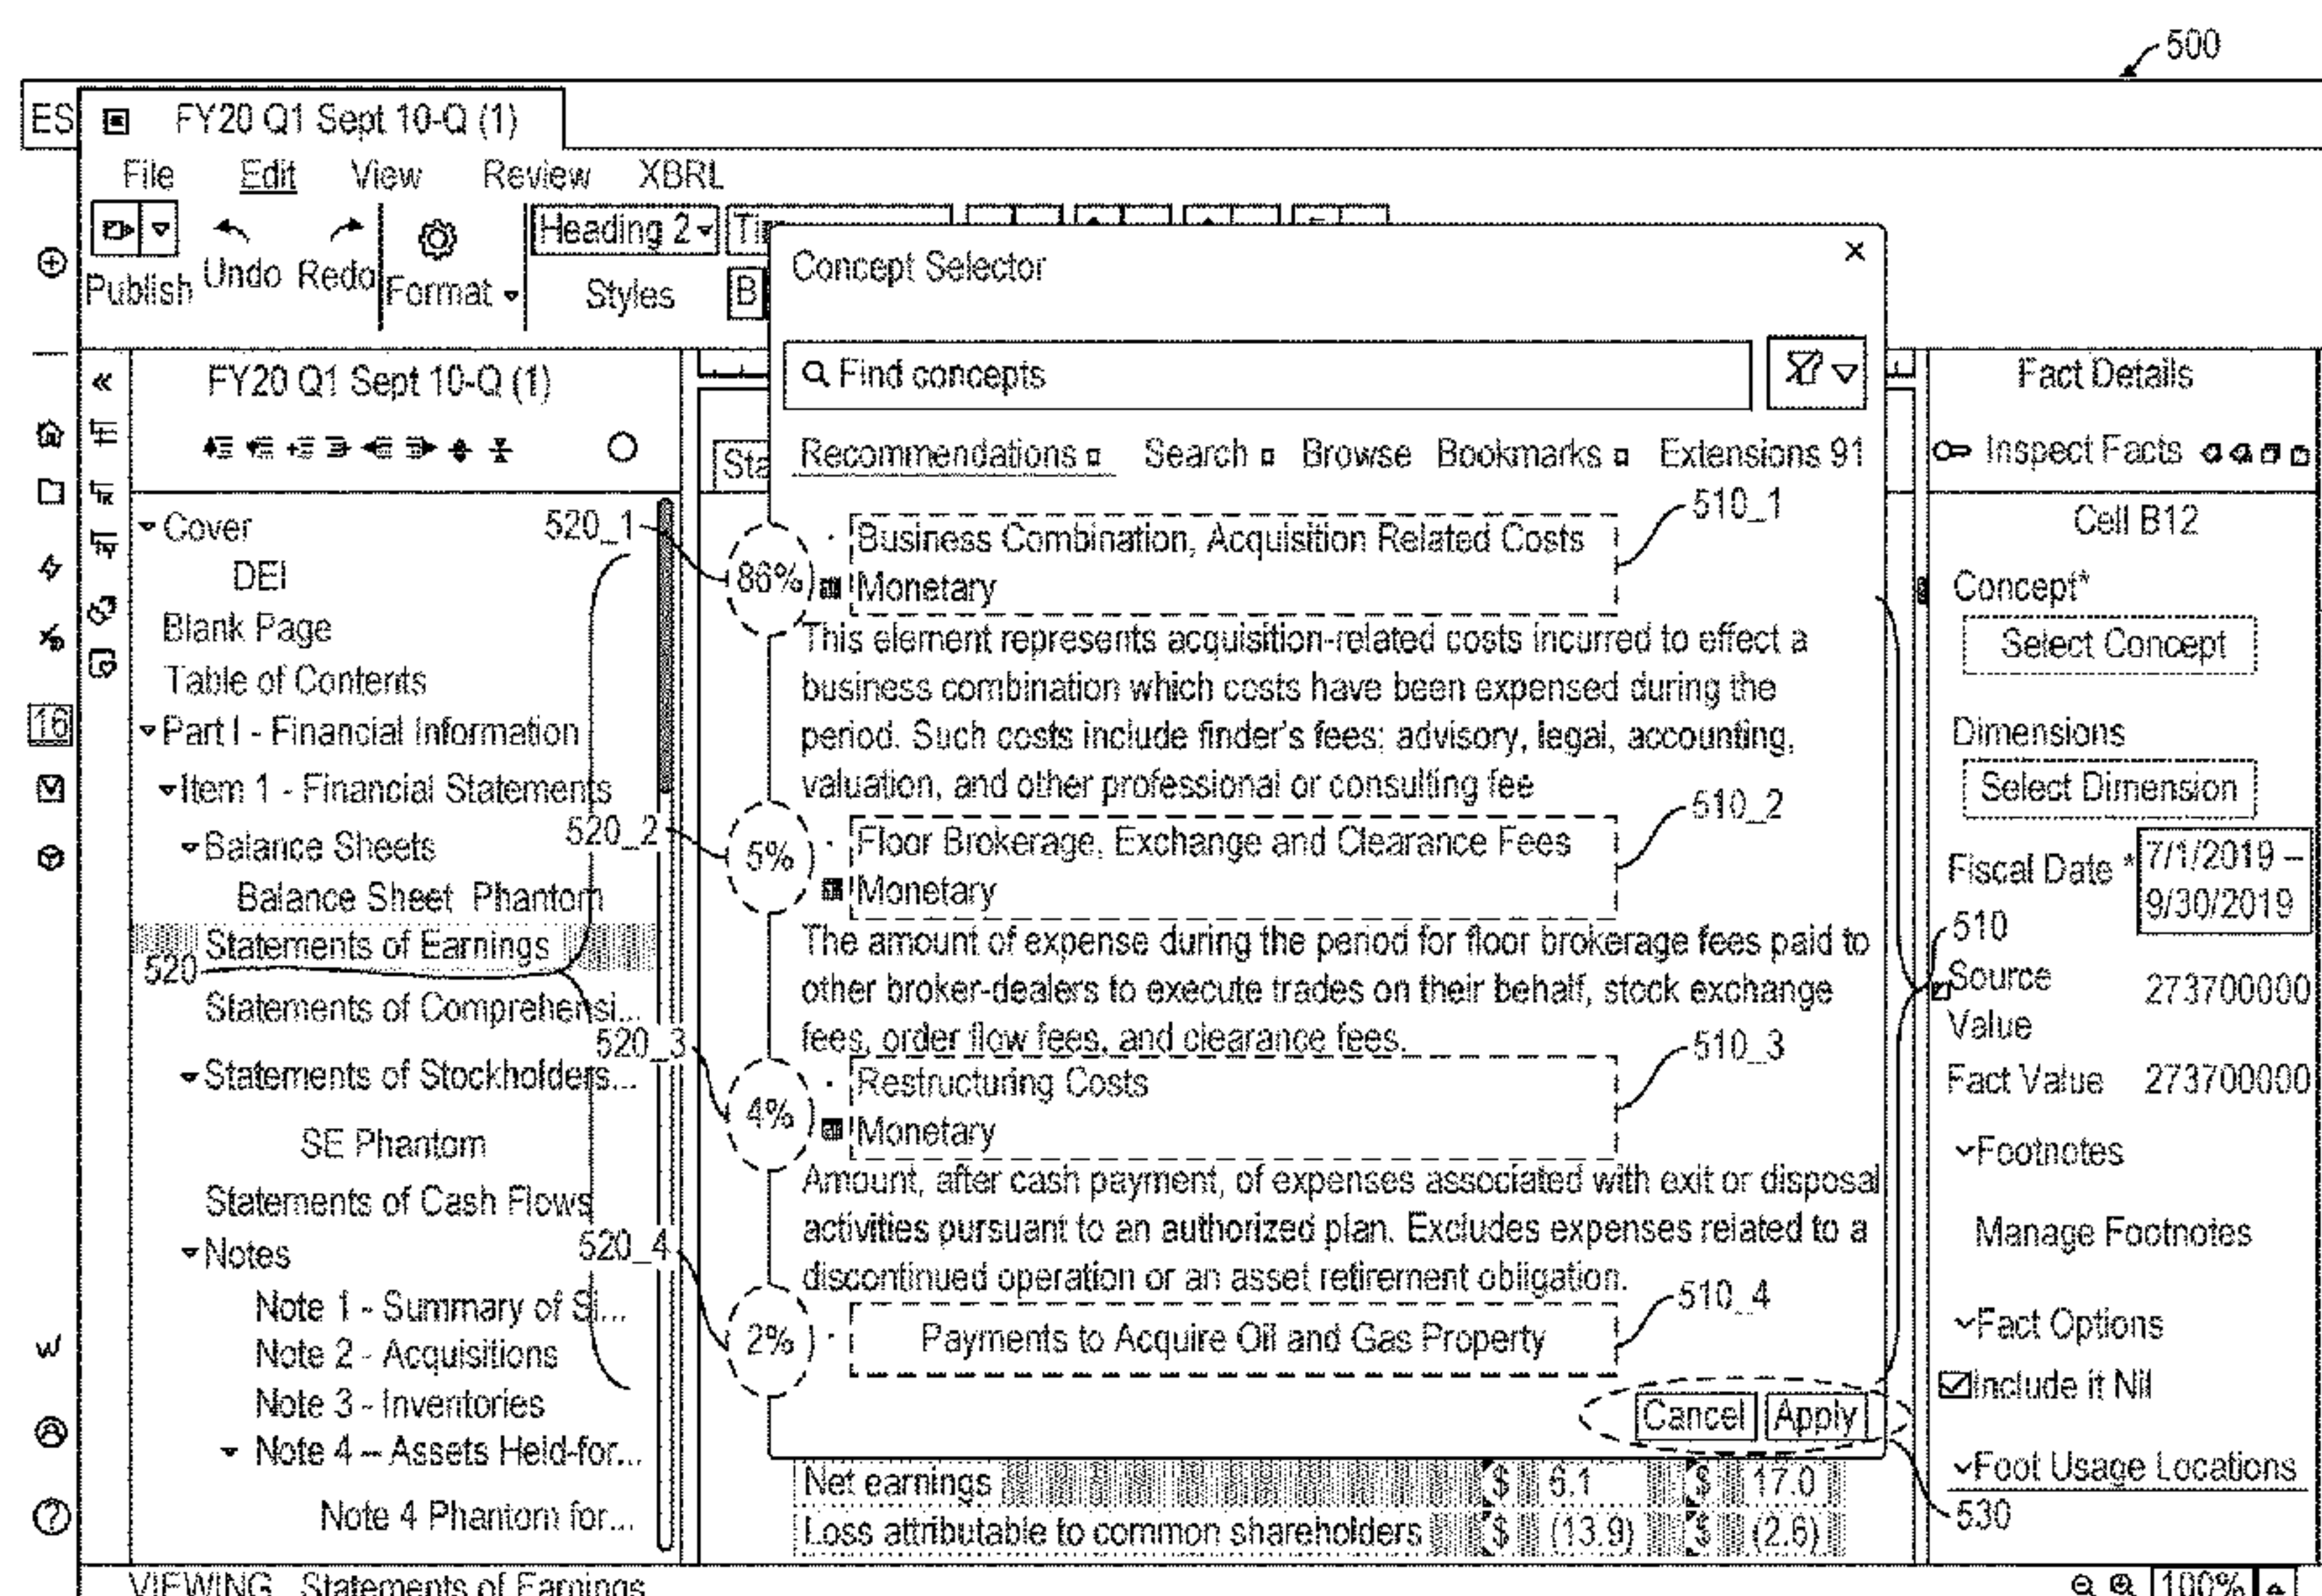 500
ES
FY20 Q1 Sept 10-Q (1)
File Edit View Review XBRL
Publish Undo Redo Format Heading 2 Styles B
Concept Selector
×
Find concepts
Recommendations Search Browse Bookmarks Extensions 91
FY20 Q1 Sept 10-Q (1)
Cover
DEI
Blank Page
Table of Contents
Part I - Financial Information
Item 1 - Financial Statements
Balance Sheets
Balance Sheet Phantom
Statements of Earnings
Statements of Comprehensi...
Statements of Stockholders...
SE Phantom
Statements of Cash Flows
Notes
Note 1 - Summary of Si...
Note 2 - Acquisitions
Note 3 - Inventories
Note 4 – Assets Held-for...
Note 4 Phantom for...
16
520
520_1
520_2
520_3
520_4
Sta
86%
Business Combination, Acquisition Related Costs
Monetary
510_1
This element represents acquisition-related costs incurred to effect a
business combination which costs have been expensed during the
period. Such costs include finder's fees; advisory, legal, accounting,
valuation, and other professional or consulting fee
510_2
5%
Floor Brokerage, Exchange and Clearance Fees
Monetary
The amount of expense during the period for floor brokerage fees paid to
other broker-dealers to execute trades on their behalf, stock exchange
fees, order flow fees, and clearance fees.
510_3
4%
Restructuring Costs
Monetary
Amount, after cash payment, of expenses associated with exit or disposal
activities pursuant to an authorized plan. Excludes expenses related to a
discontinued operation or an asset retirement obligation.
510_4
2%
Payments to Acquire Oil and Gas Property
Cancel Apply
Net earnings $ 6.1 $ 17.0
Loss attributable to common shareholders $ (13.9) $ (2.6)
Fact Details
Inspect Facts
Cell B12
Concept*
Select Concept
Dimensions
Select Dimension
Fiscal Date * 7/1/2019 –
9/30/2019
510
Source
Value 273700000
Fact Value 273700000
Footnotes
Manage Footnotes
Fact Options
Include it Nil
Foot Usage Locations
530
VIEWING Statements of Earnings
100%